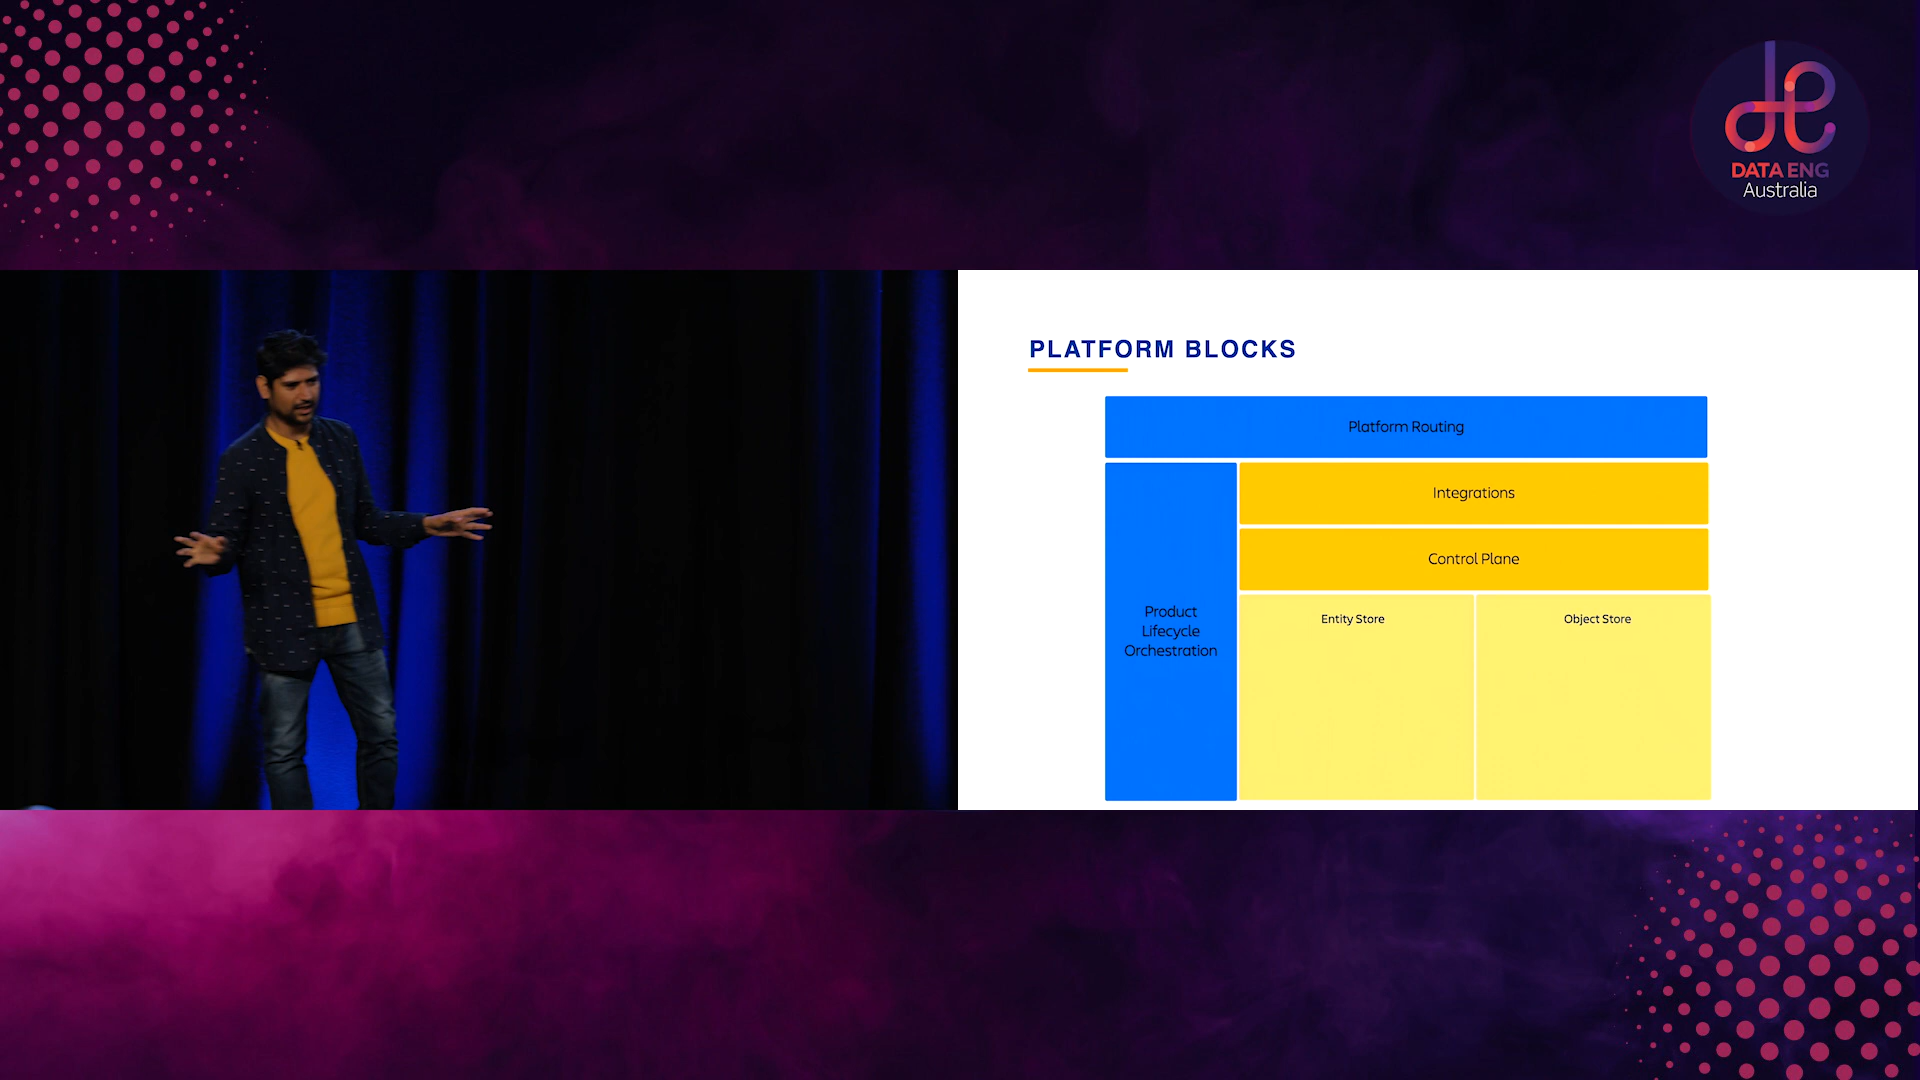 DATA ENG
Australia
PLATFORM BLOCKS
Platform Routing
Integrations
Control Plane
Product
Lifecycle
Orchestration
Entity Store
Object Store